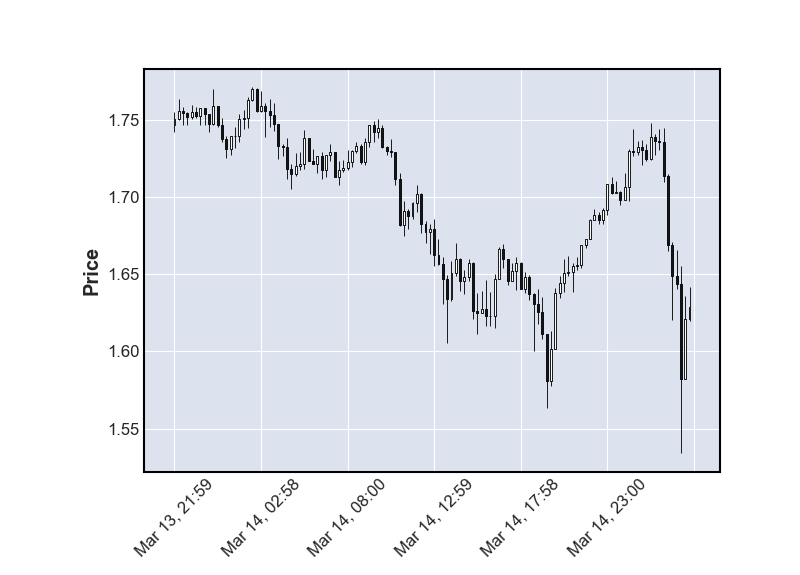 Price
1.75
1.70
1.65
1.60
1.55
Mar 13, 21:59
Mar 14, 02:58
Mar 14, 08:00
Mar 14, 12:59
Mar 14, 17:58
Mar 14, 23:00